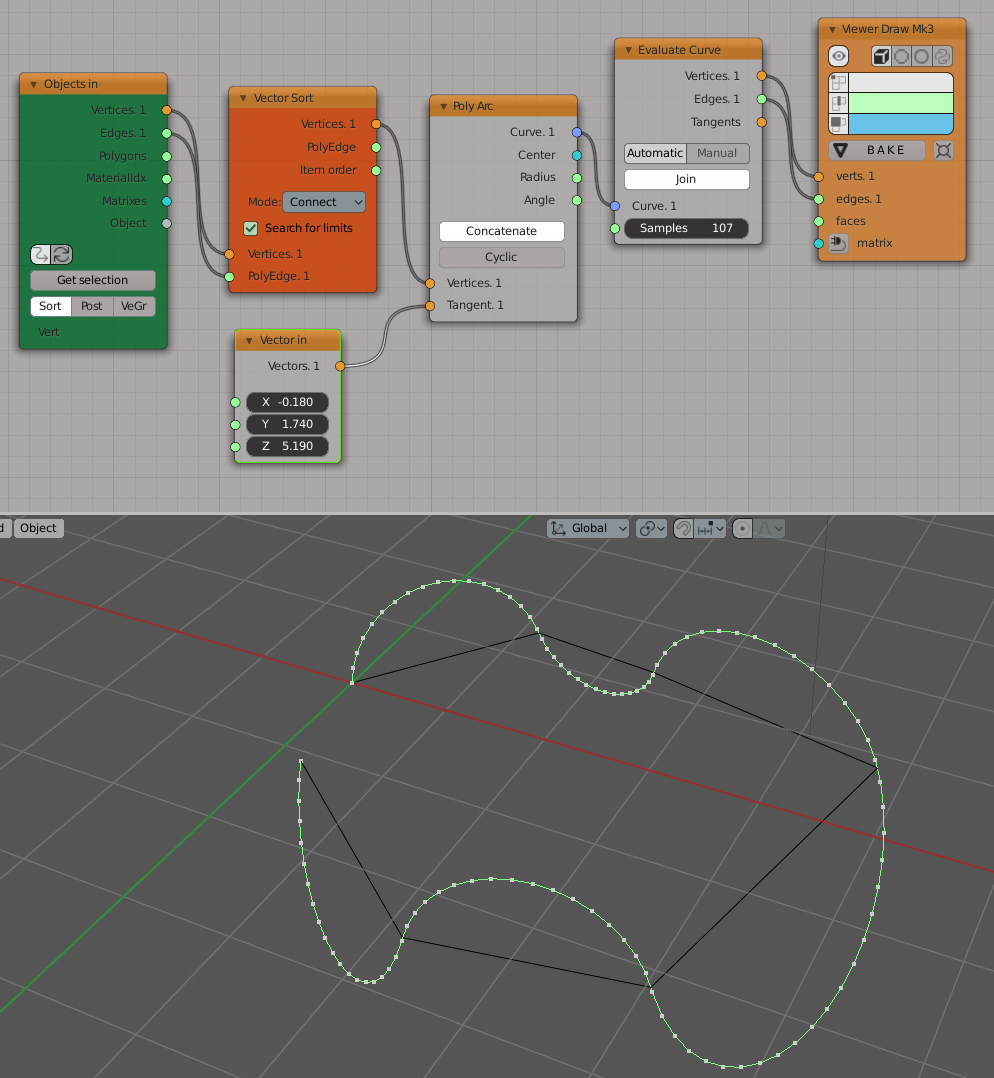 Objects in
Vertices. 1
Edges. 1
Polygons
MaterialIdx
Matrixes
Object
Get selection
Sort Post VeGr
Vert
Vector Sort
Vertices. 1
PolyEdge
Item order
Mode: Connect
Search for limits
Vertices. 1
PolyEdge. 1
Vector in
Vectors. 1
X -0.180
Y 1.740
Z 5.190
Poly Arc
Curve. 1
Center
Radius
Angle
Concatenate
Cyclic
Vertices. 1
Tangent. 1
Evaluate Curve
Vertices. 1
Edges. 1
Tangents
Automatic Manual
Join
Curve. 1
Samples 107
Viewer Draw Mk3
BAKE
verts. 1
edges. 1
faces
matrix
d Object Global